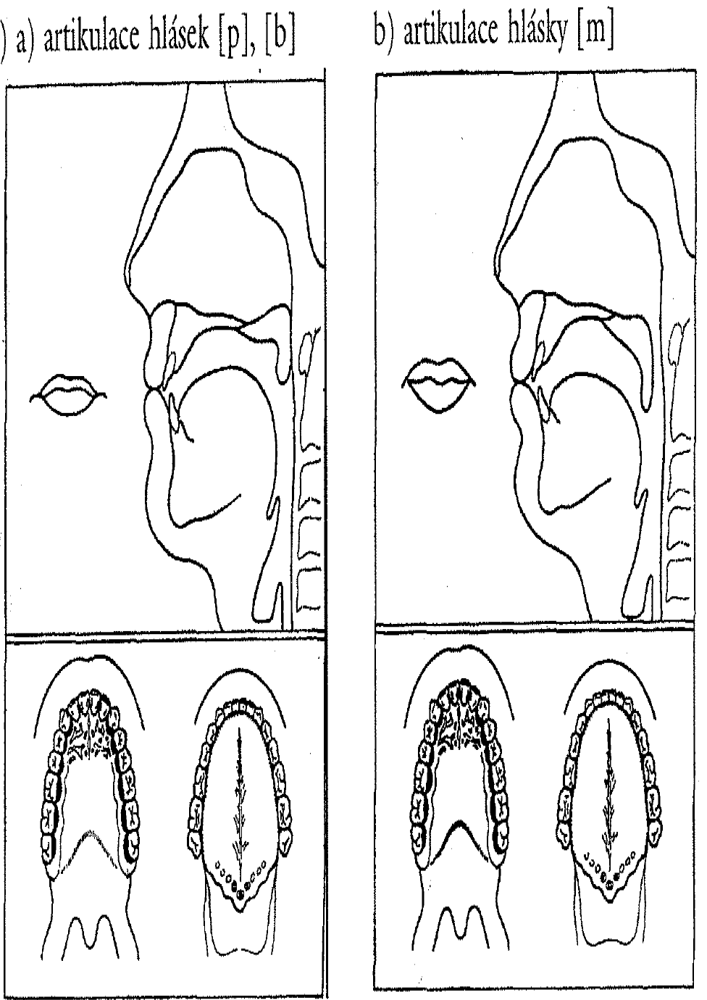 ) a) artikulace hlásek [p], [b]
b) artikulace hlásky [m]